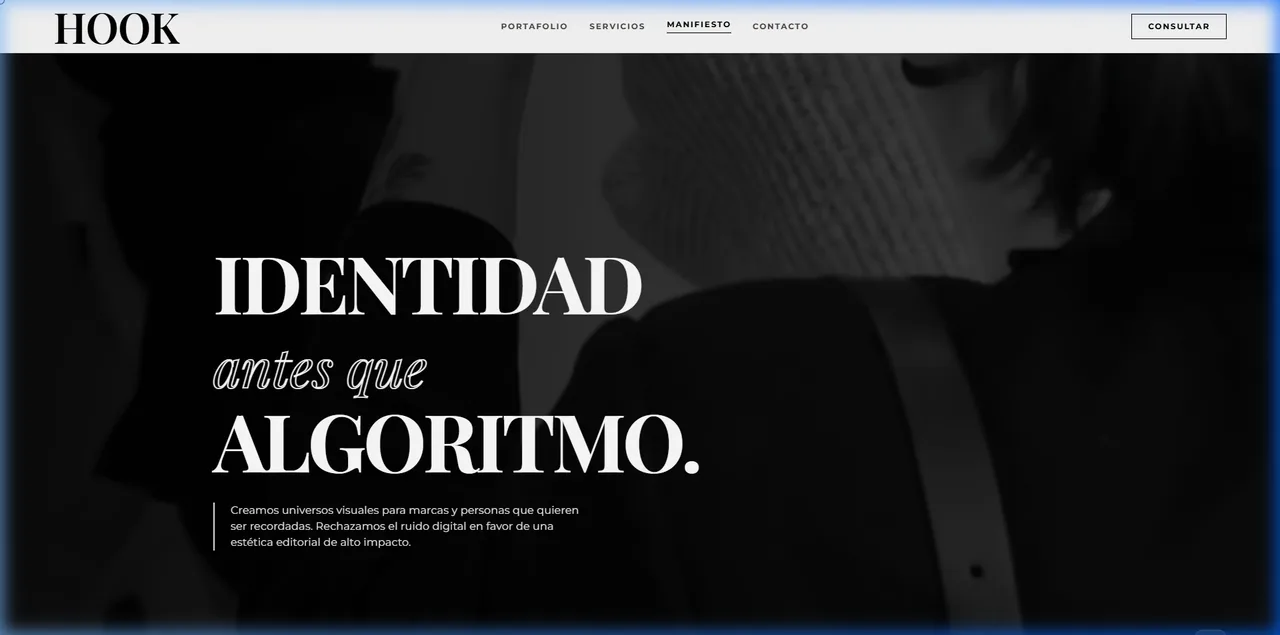 HOOK
PORTAFOLIO SERVICIOS MANIFIESTO CONTACTO
CONSULTAR
IDENTIDAD
antes que
ALGORITMO.
Creamos universos visuales para marcas y personas que quieren
ser recordadas. Rechazamos el ruido digital en favor de una
estética editorial de alto impacto.